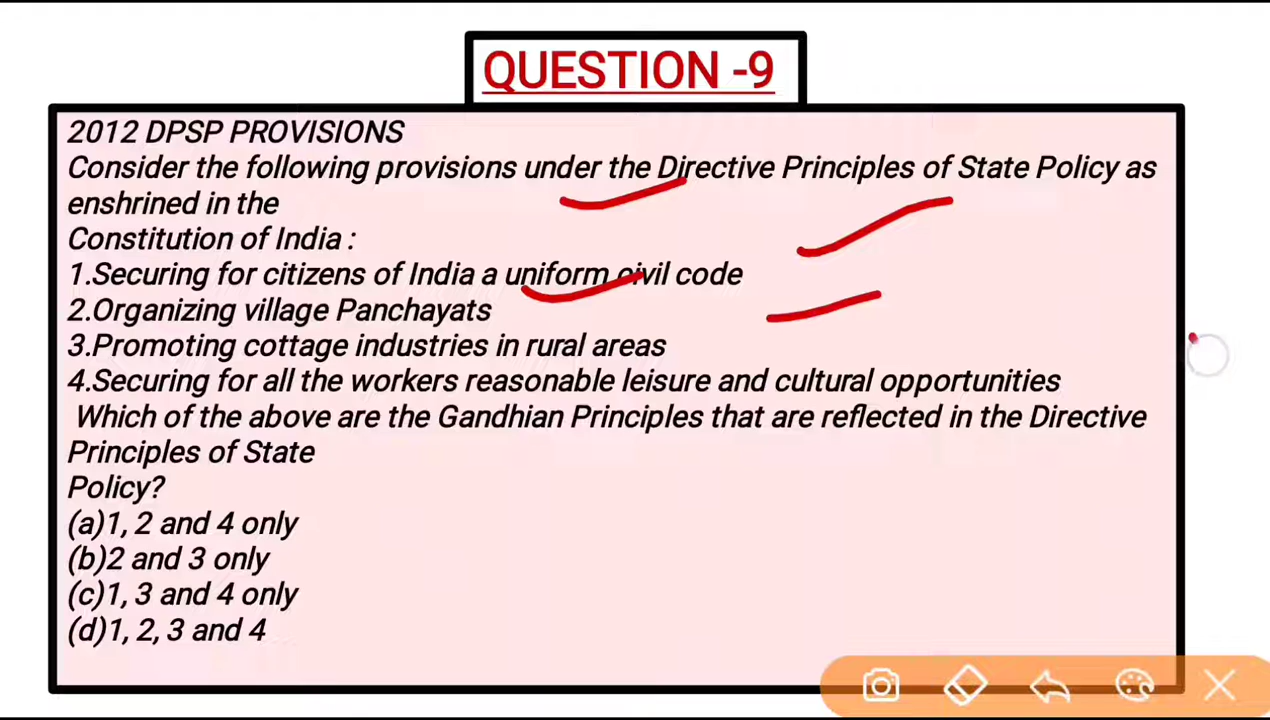 QUESTION -9
2012 DPSP PROVISIONS
Consider the following provisions under the Directive Principles of State Policy as
enshrined in the
Constitution of India :
1.Securing for citizens of India a uniform civil code
2.Organizing village Panchayats
3.Promoting cottage industries in rural areas
4.Securing for all the workers reasonable leisure and cultural opportunities
Which of the above are the Gandhian Principles that are reflected in the Directive
Principles of State
Policy?
(a)1, 2 and 4 only
(b)2 and 3 only
(c)1, 3 and 4 only
(d)1, 2, 3 and 4